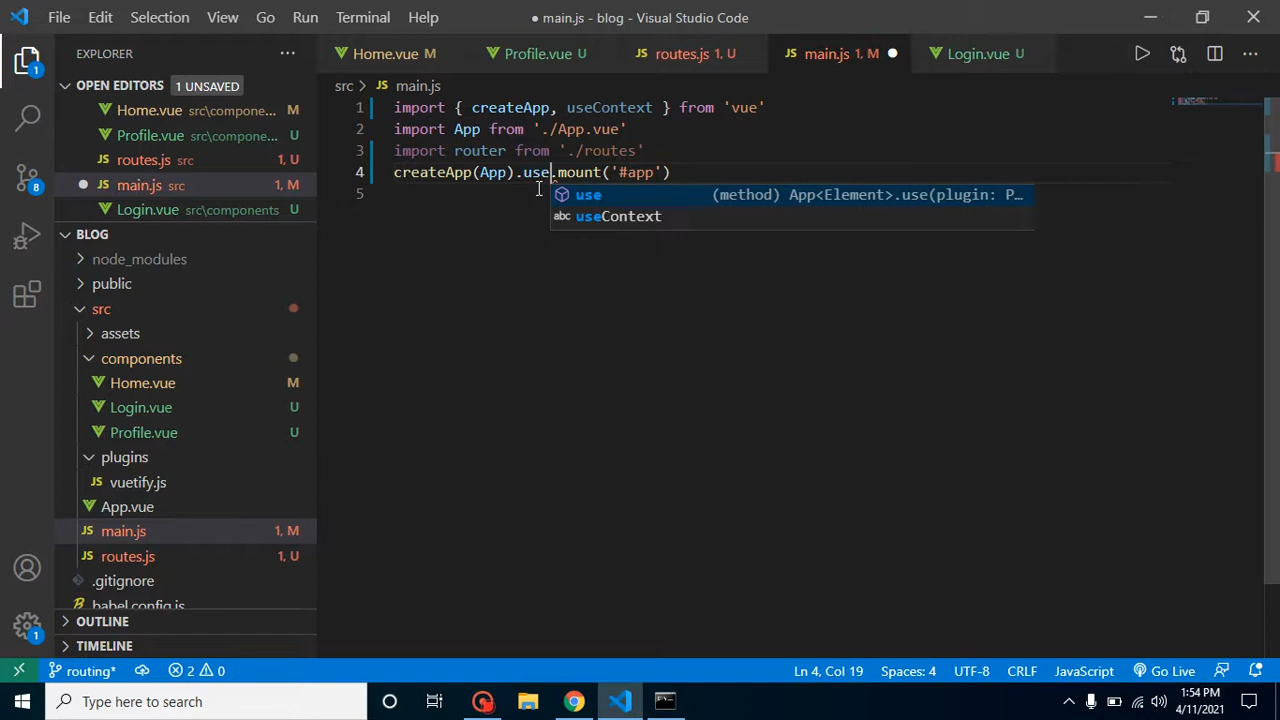 File Edit Selection View Go Run Terminal Help
● main.js - blog - Visual Studio Code
EXPLORER
Home.vue M
Profile.vue U
routes.js 1, U
main.js 1, M
Login.vue U
OPEN EDITORS 1 UNSAVED
Home.vue src\compone... M
Profile.vue src\compone... U
routes.js src 1, U
main.js src 1, M
Login.vue src\components U
BLOG
node_modules
public
src
assets
components
Home.vue M
Login.vue U
Profile.vue U
plugins
vuetify.js
App.vue
main.js 1, M
routes.js 1, U
.gitignore
babel.config.js
OUTLINE
TIMELINE
1
8
1
src > main.js
1 import { createApp, useContext } from 'vue'
2 import App from './App.vue'
3 import router from './routes'
4 createApp(App).use.mount('#app')
5
use (method) App<Element>.use(plugin: P...
abc useContext
routing* 2 0 Ln 4, Col 19 Spaces: 4 UTF-8 CRLF JavaScript Go Live
Type here to search
1:54 PM
4/11/2021